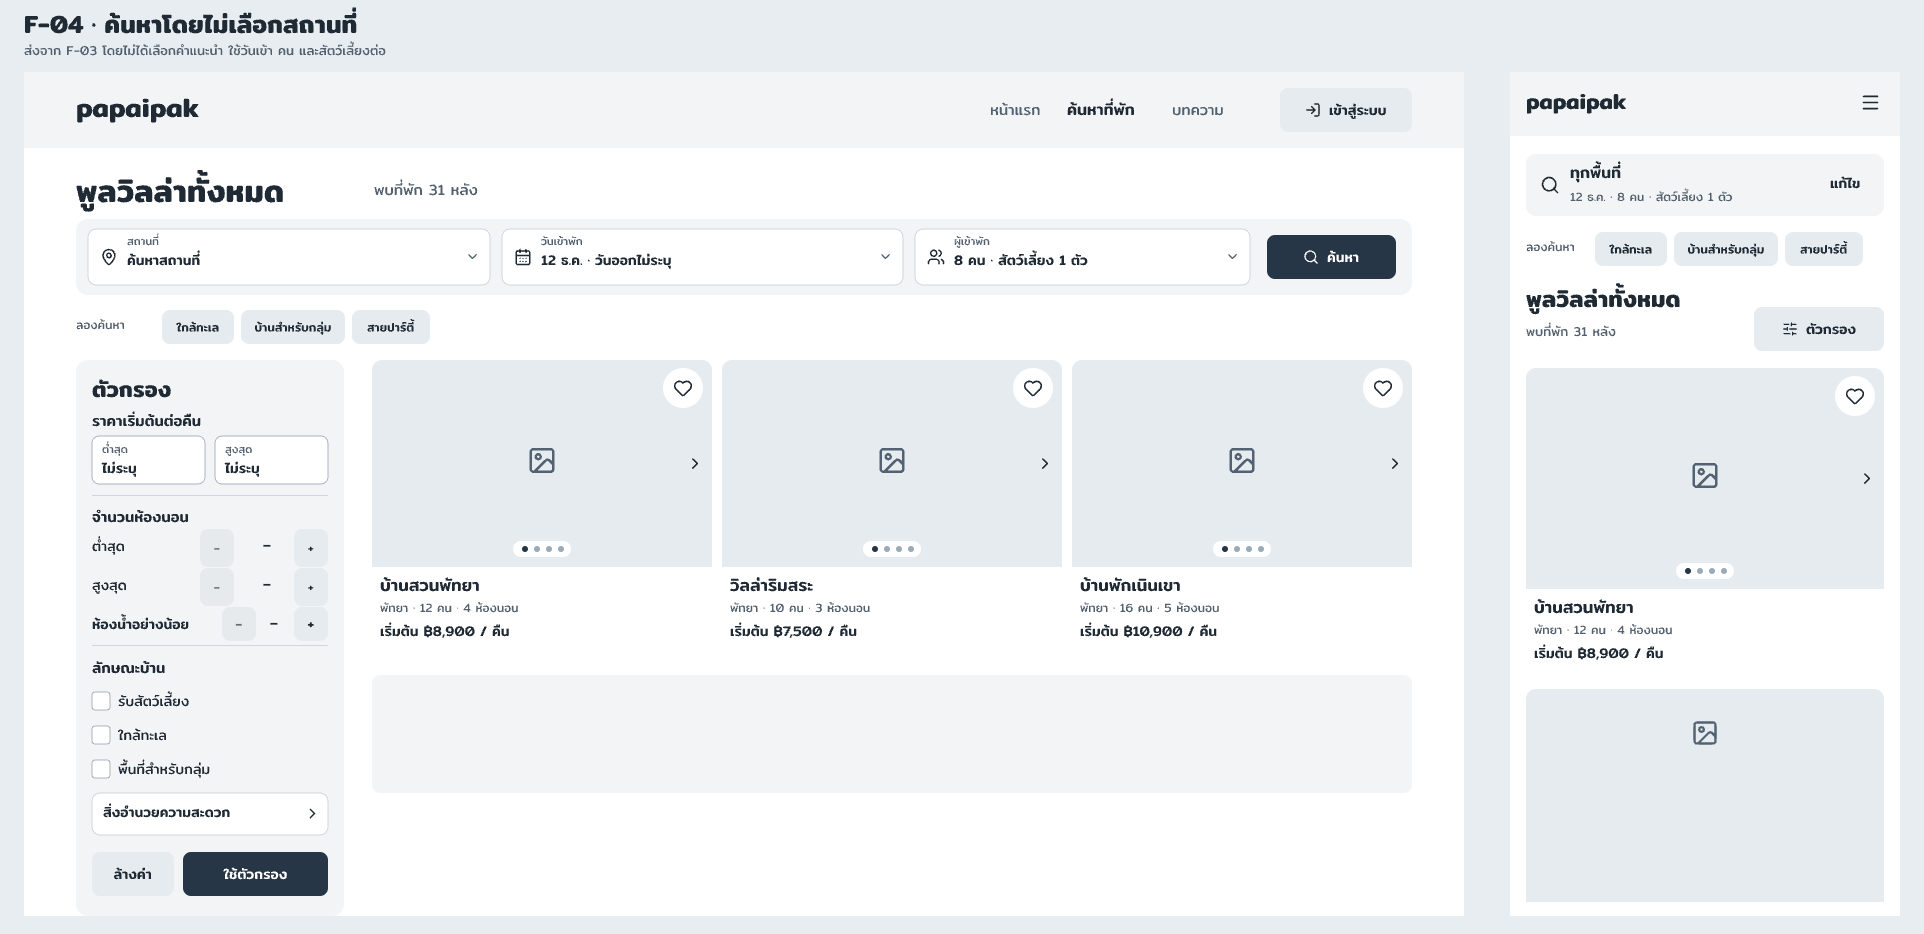 F-04 · ค้นหาโดยไม่เลือกสถานที่
ส่งจาก F-03 โดยไม่ได้เลือกคำแนะนำ ใช้วันเข้า คน และสัตว์เลี้ยงต่อ
papaipak
หน้าแรก ค้นหาที่พัก บทความ เข้าสู่ระบบ
พูลวิลล่าทั้งหมด พบที่พัก 31 หลัง
สถานที่
ค้นหาสถานที่
วันเข้าพัก
12 ธ.ค. · วันออกไม่ระบุ
ผู้เข้าพัก
8 คน · สัตว์เลี้ยง 1 ตัว
ค้นหา
ลองค้นหา ใกล้ทะเล บ้านสำหรับกลุ่ม สายปาร์ตี้
ตัวกรอง
ราคาเริ่มต้นต่อคืน
ต่ำสุด
ไม่ระบุ
สูงสุด
ไม่ระบุ
จำนวนห้องนอน
ต่ำสุด - – +
สูงสุด - – +
ห้องน้ำอย่างน้อย - – +
ลักษณะบ้าน
รับสัตว์เลี้ยง
ใกล้ทะเล
พื้นที่สำหรับกลุ่ม
สิ่งอำนวยความสะดวก
ล้างค่า ใช้ตัวกรอง
บ้านสวนพัทยา
พัทยา · 12 คน · 4 ห้องนอน
เริ่มต้น ฿8,900 / คืน
วิลล่าริมสระ
พัทยา · 10 คน · 3 ห้องนอน
เริ่มต้น ฿7,500 / คืน
บ้านพักเนินเขา
พัทยา · 16 คน · 5 ห้องนอน
เริ่มต้น ฿10,900 / คืน
papaipak
ทุกพื้นที่
12 ธ.ค. · 8 คน · สัตว์เลี้ยง 1 ตัว
แก้ไข
ลองค้นหา ใกล้ทะเล บ้านสำหรับกลุ่ม สายปาร์ตี้
พูลวิลล่าทั้งหมด
พบที่พัก 31 หลัง
ตัวกรอง
บ้านสวนพัทยา
พัทยา · 12 คน · 4 ห้องนอน
เริ่มต้น ฿8,900 / คืน